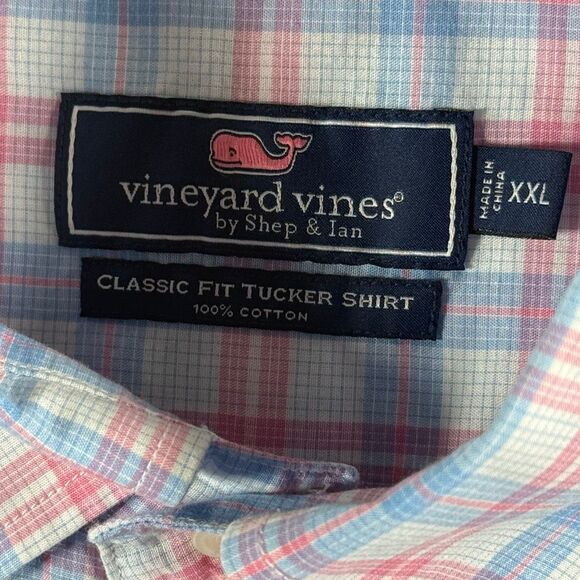 vineyard vines®
by Shep & Ian
MADE IN
CHINA
XXL
CLASSIC FIT TUCKER SHIRT
100% COTTON